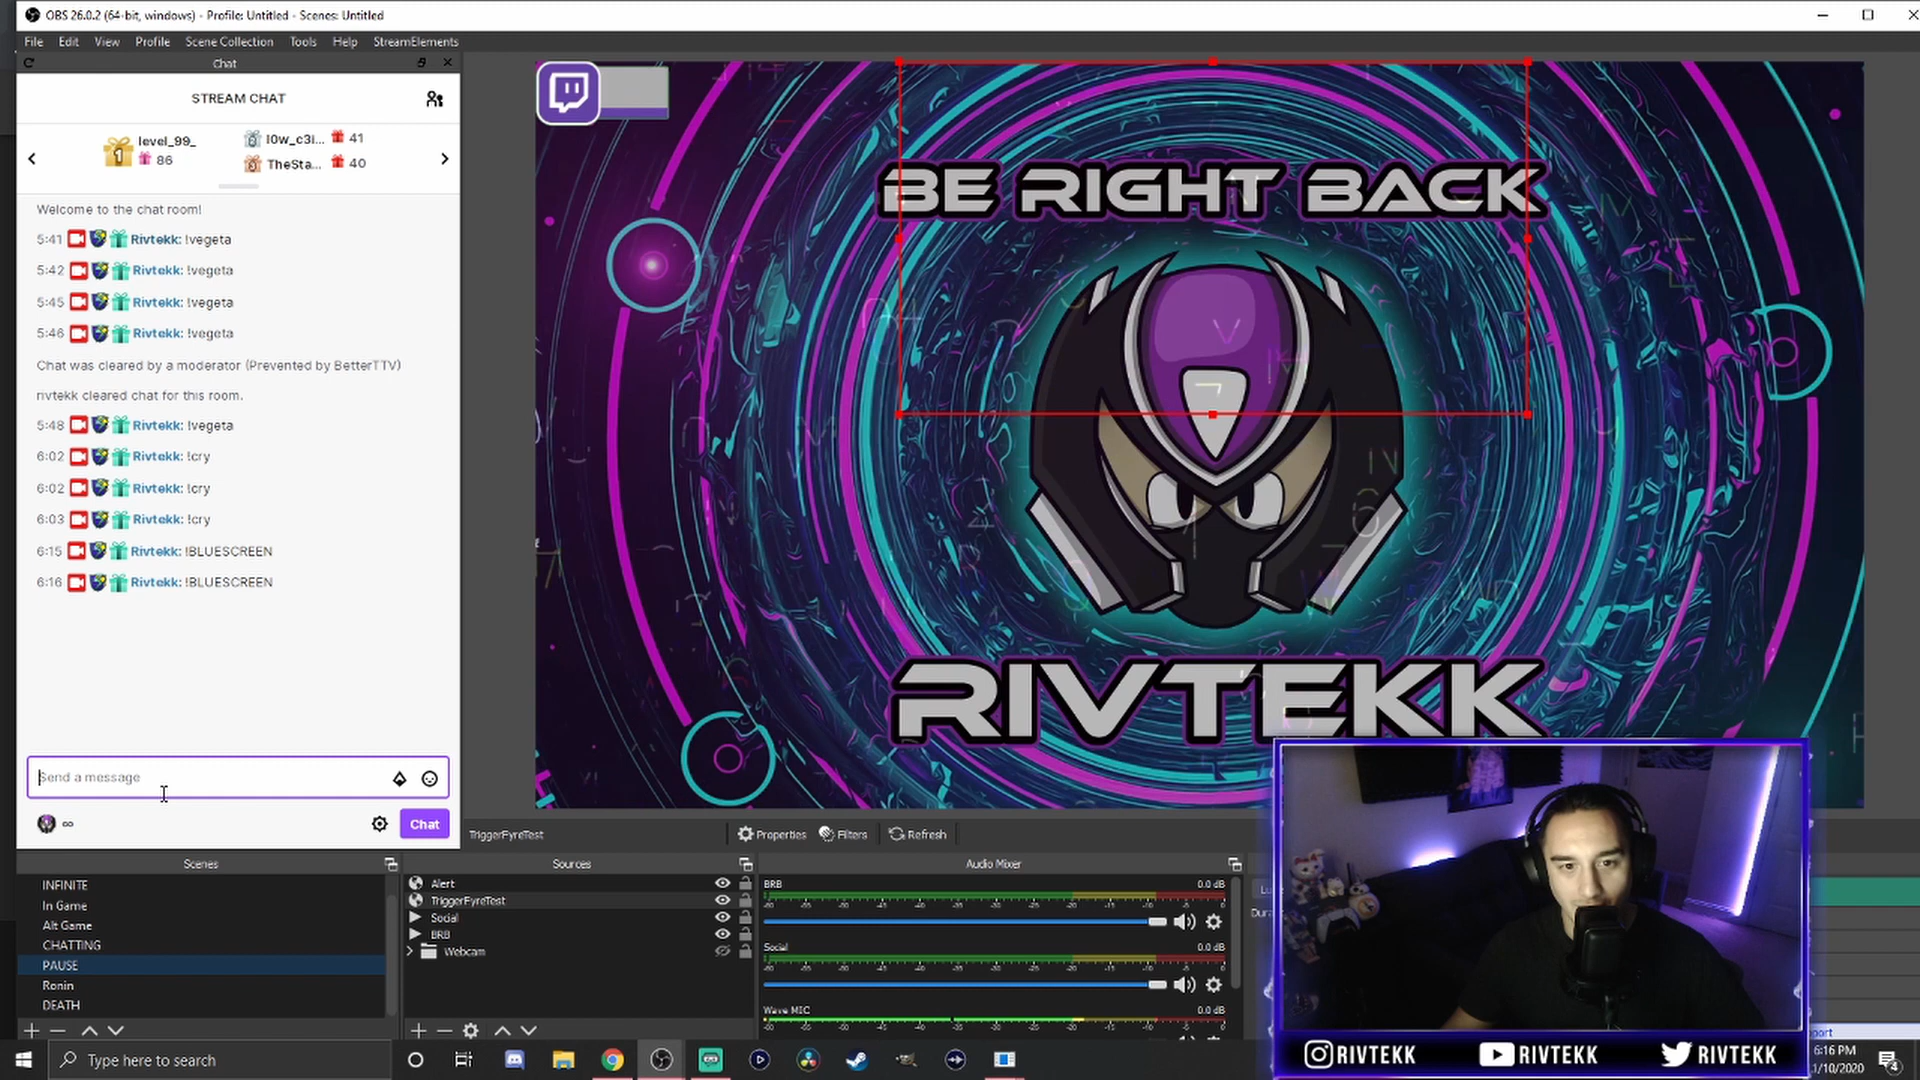 OBS 26.0.2 (64-bit, windows) - Profile: Untitled - Scenes: Untitled
File Edit View Profile Scene Collection Tools Help StreamElements
Chat
STREAM CHAT
level_99_
86
l0w_c3i... 41
TheSta... 40
Welcome to the chat room!
5:41 Rivtekk: !vegeta
5:42 Rivtekk: !vegeta
5:45 Rivtekk: !vegeta
5:46 Rivtekk: !vegeta
Chat was cleared by a moderator (Prevented by BetterTTV)
rivtekk cleared chat for this room.
5:48 Rivtekk: !vegeta
6:02 Rivtekk: !cry
6:02 Rivtekk: !cry
6:03 Rivtekk: !cry
6:15 Rivtekk: !BLUESCREEN
6:16 Rivtekk: !BLUESCREEN
Send a message
Chat
BE RIGHT BACK
RIVTEKK
TriggerFyreTest
Properties Filters Refresh
Scenes
INFINITE
In Game
Alt Game
CHATTING
PAUSE
Ronin
DEATH
Sources
Alert
TriggerFyreTest
Social
BRB
Webcam
Audio Mixer
BRB 0.0 dB
Social 0.0 dB
Wave MIC 0.0 dB
RIVTEKK RIVTEKK RIVTEKK
Type here to search
6:16 PM